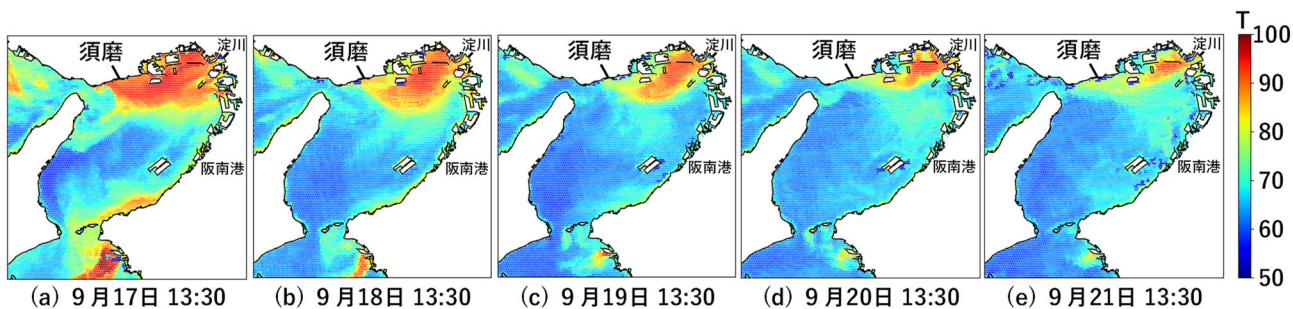 須磨
淀川
阪南港
(a) 9月17日 13:30
須磨
淀川
阪南港
(b) 9月18日 13:30
須磨
淀川
阪南港
(c) 9月19日 13:30
須磨
淀川
阪南港
(d) 9月20日 13:30
須磨
淀川
阪南港
(e) 9月21日 13:30
T
100
90
80
70
60
50